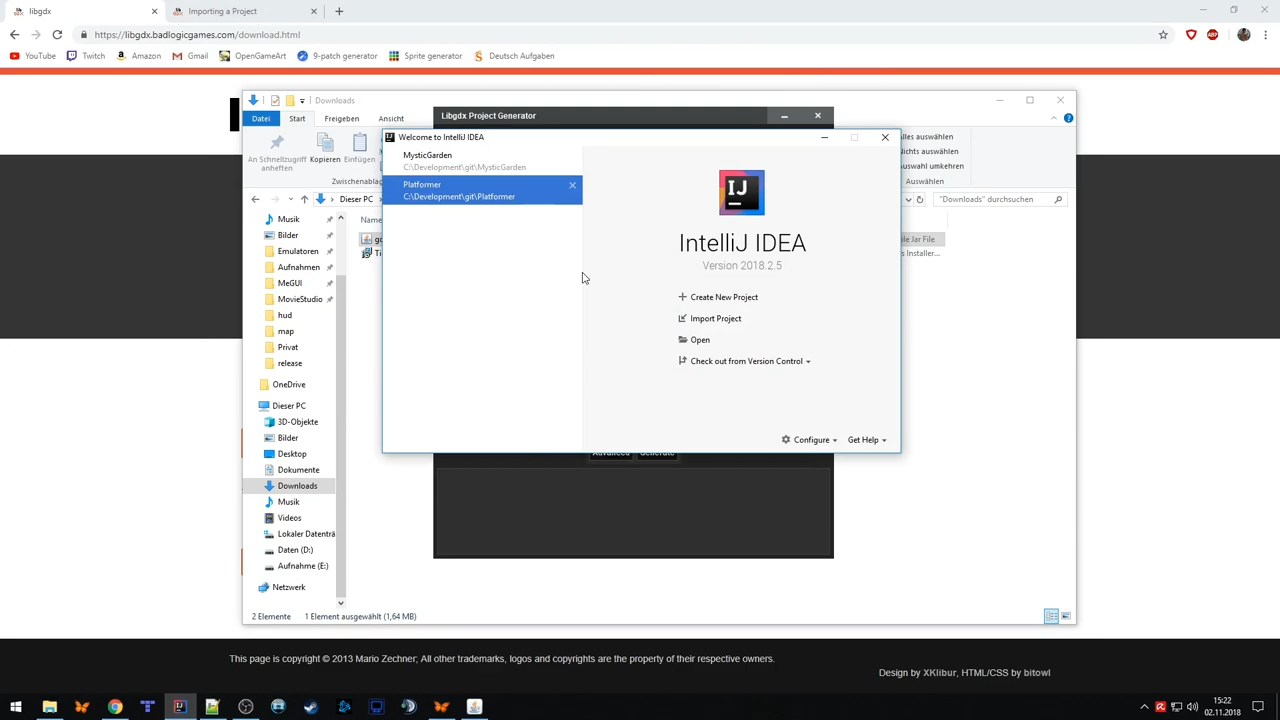 libgdx
Importing a Project
https://libgdx.badlogicgames.com/download.html
YouTube
Twitch
Amazon
Gmail
OpenGameArt
9-patch generator
Sprite generator
Deutsch Aufgaben
Downloads
Datei
Start
Freigeben
Ansicht
An Schnellzugriff
anheften
Kopieren
Einfügen
Alles auswählen
Nichts auswählen
Auswahl umkehren
Auswählen
Dieser PC
"Downloads" durchsuchen
Libgdx Project Generator
Welcome to IntelliJ IDEA
MysticGarden
C:\Development\git\MysticGarden
Platformer
C:\Development\git\Platformer
IJ
IntelliJ IDEA
Version 2018.2.5
Create New Project
Import Project
Open
Check out from Version Control
Configure
Get Help
Generate
Musik
Bilder
Emulatoren
Aufnahmen
MeGUI
MovieStudio
hud
map
Privat
release
OneDrive
Dieser PC
3D-Objekte
Bilder
Desktop
Dokumente
Downloads
Musik
Videos
Lokaler Datenträ
Daten (D:)
Aufnahme (E:)
Netzwerk
Jar File
2 Elemente
1 Element ausgewählt (1,64 MB)
This page is copyright © 2013 Mario Zechner; All other trademarks, logos and copyrights are the property of their respective owners.
Design by XKlibur, HTML/CSS by bitowl
15:22
02.11.2018